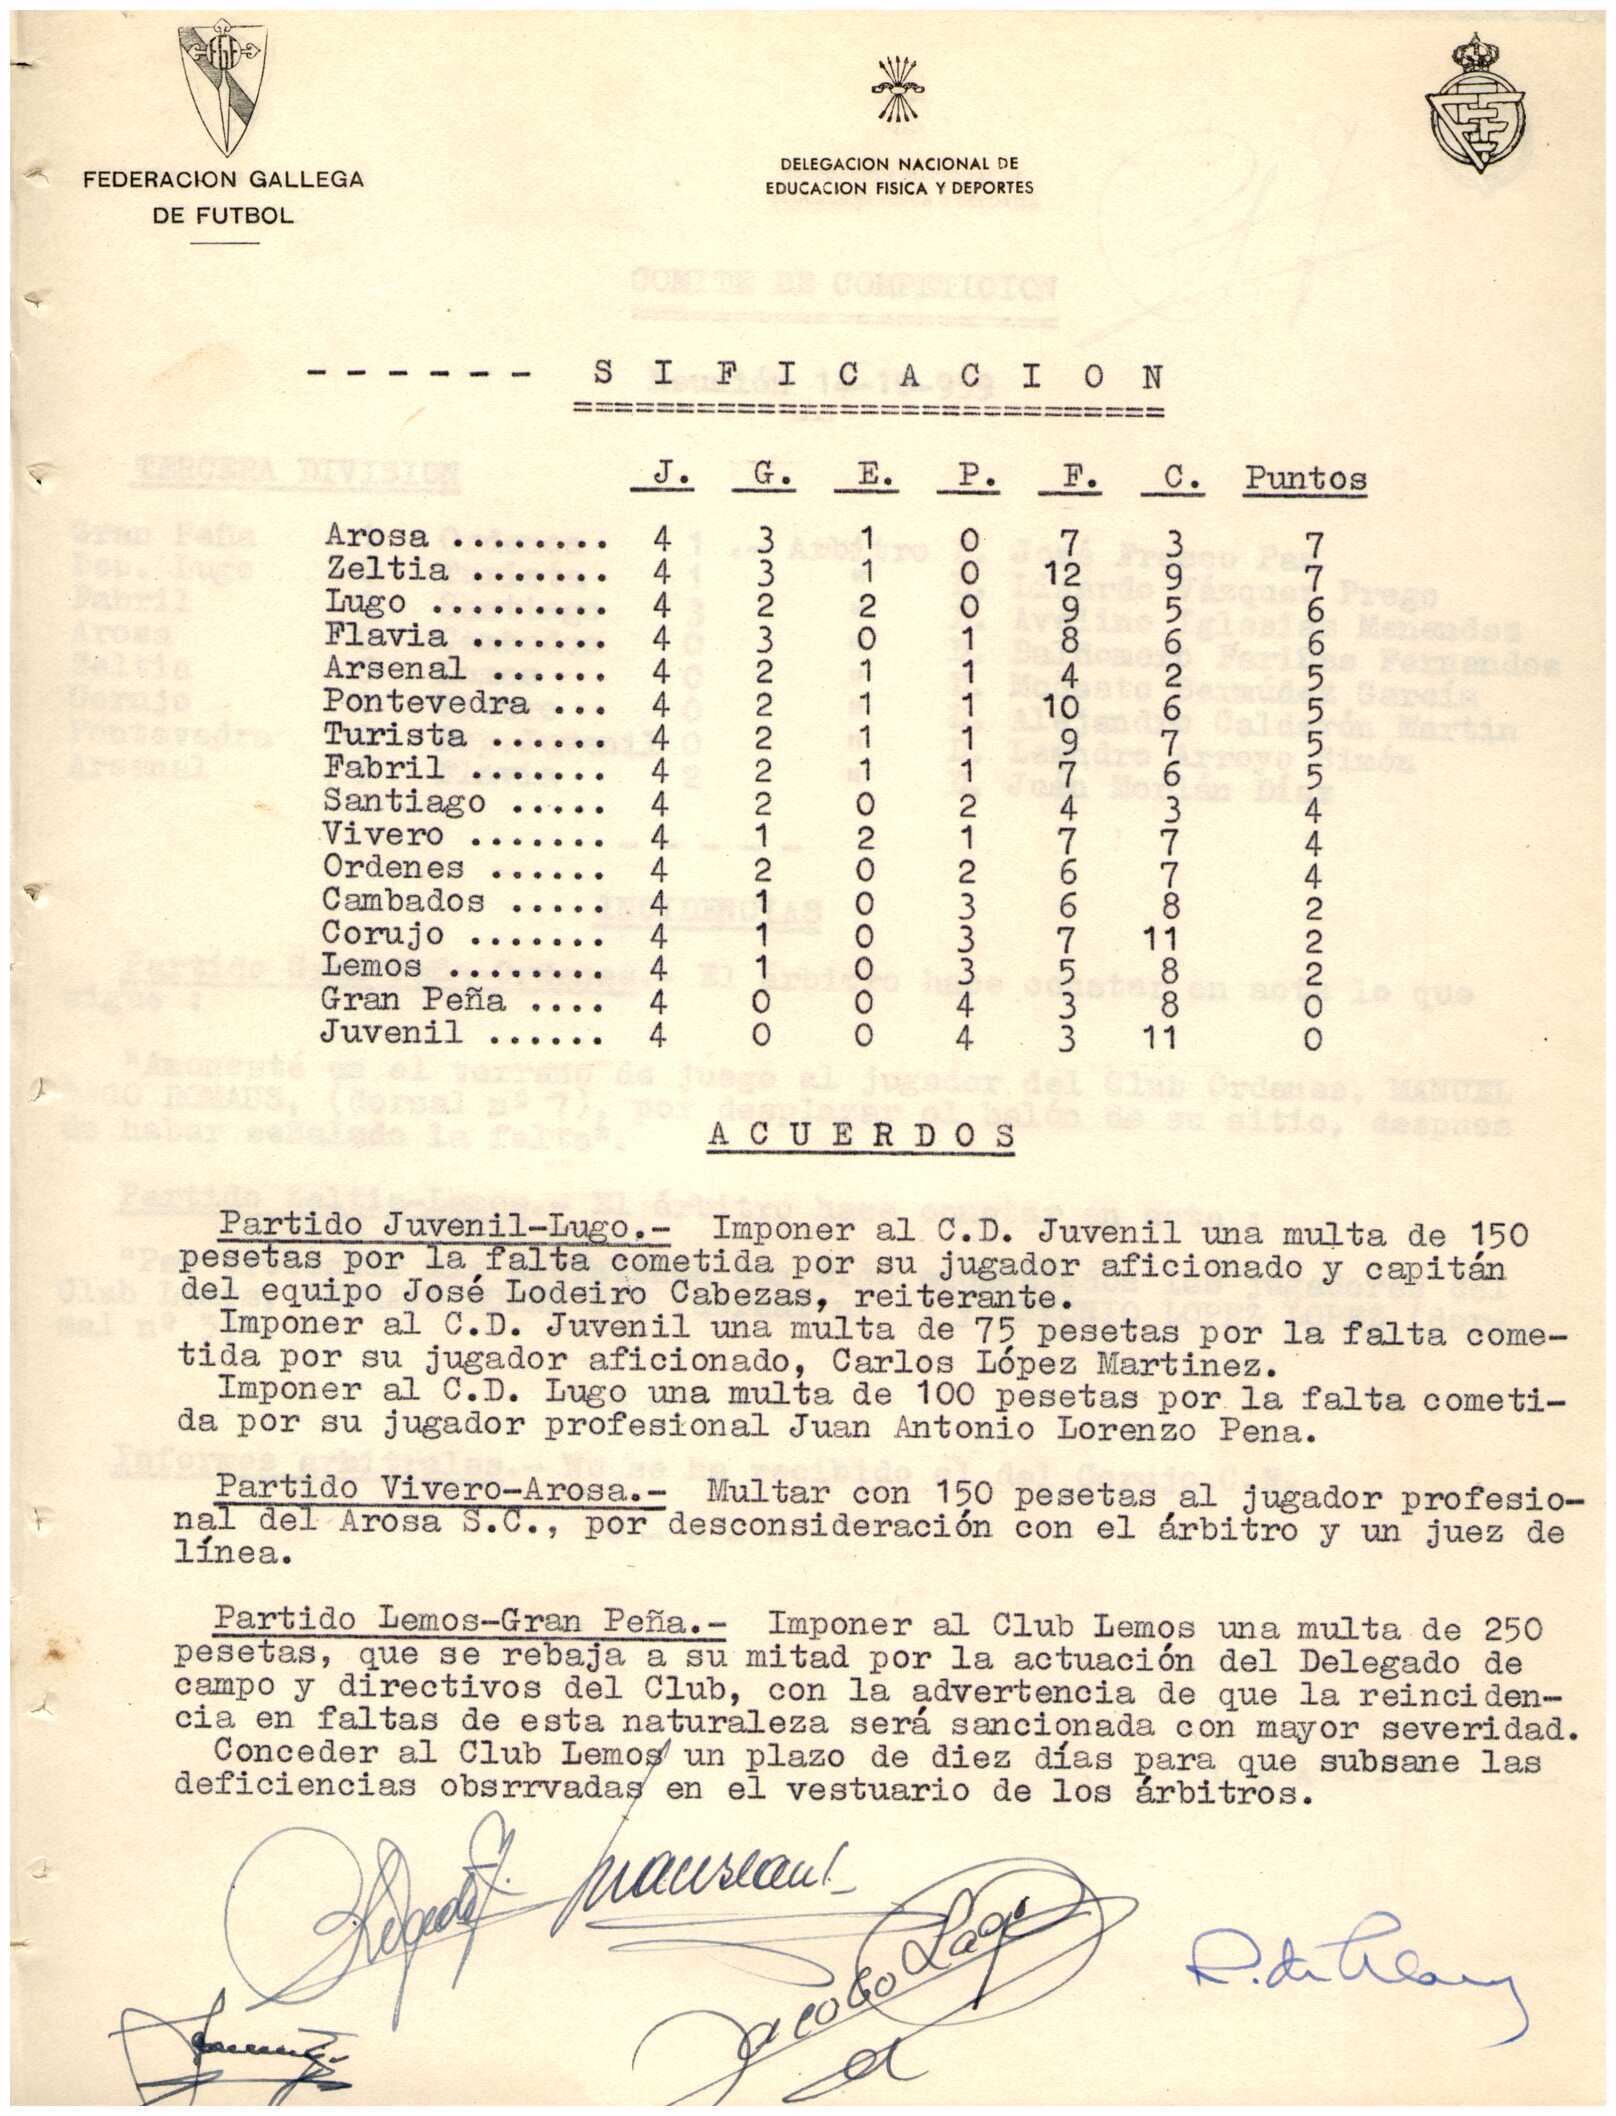 FGF
FEDERACION GALLEGA
DE FUTBOL
DELEGACION NACIONAL DE
EDUCACION FISICA Y DEPORTES
------ S I F I C A C I O N
J. G. E. P. F. C. Puntos
Arosa ........ 4 3 1 0 7 3 7
Zeltia ....... 4 3 1 0 12 9 7
Lugo ......... 4 2 2 0 9 5 6
Flavia ....... 4 3 0 1 8 6 6
Arsenal ...... 4 2 1 1 4 2 5
Pontevedra ... 4 2 1 1 10 6 5
Turista ...... 4 2 1 1 9 7 5
Fabril ....... 4 2 1 1 7 6 5
Santiago ..... 4 2 0 2 4 3 4
Vivero ....... 4 1 2 1 7 7 4
Ordenes ...... 4 2 0 2 6 7 4
Cambados ..... 4 1 0 3 6 8 2
Corujo ....... 4 1 0 3 7 11 2
Lemos ........ 4 1 0 3 5 8 2
Gran Peña .... 4 0 0 4 3 8 0
Juvenil ...... 4 0 0 4 3 11 0
A C U E R D O S
Partido Juvenil-Lugo.- Imponer al C.D. Juvenil una multa de 150
pesetas por la falta cometida por su jugador aficionado y capitán
del equipo José Lodeiro Cabezas, reiterante.
Imponer al C.D. Juvenil una multa de 75 pesetas por la falta come-
tida por su jugador aficionado, Carlos López Martinez.
Imponer al C.D. Lugo una multa de 100 pesetas por la falta cometi-
da por su jugador profesional Juan Antonio Lorenzo Pena.
Partido Vivero-Arosa.- Multar con 150 pesetas al jugador profesio-
nal del Arosa S.C., por desconsideración con el árbitro y un juez de
línea.
Partido Lemos-Gran Peña.- Imponer al Club Lemos una multa de 250
pesetas, que se rebaja a su mitad por la actuación del Delegado de
campo y directivos del Club, con la advertencia de que la reinciden-
cia en faltas de esta naturaleza será sancionada con mayor severidad.
Conceder al Club Lemos un plazo de diez días para que subsane las
deficiencias obsrrvadas en el vestuario de los árbitros.
Jacobo Lago